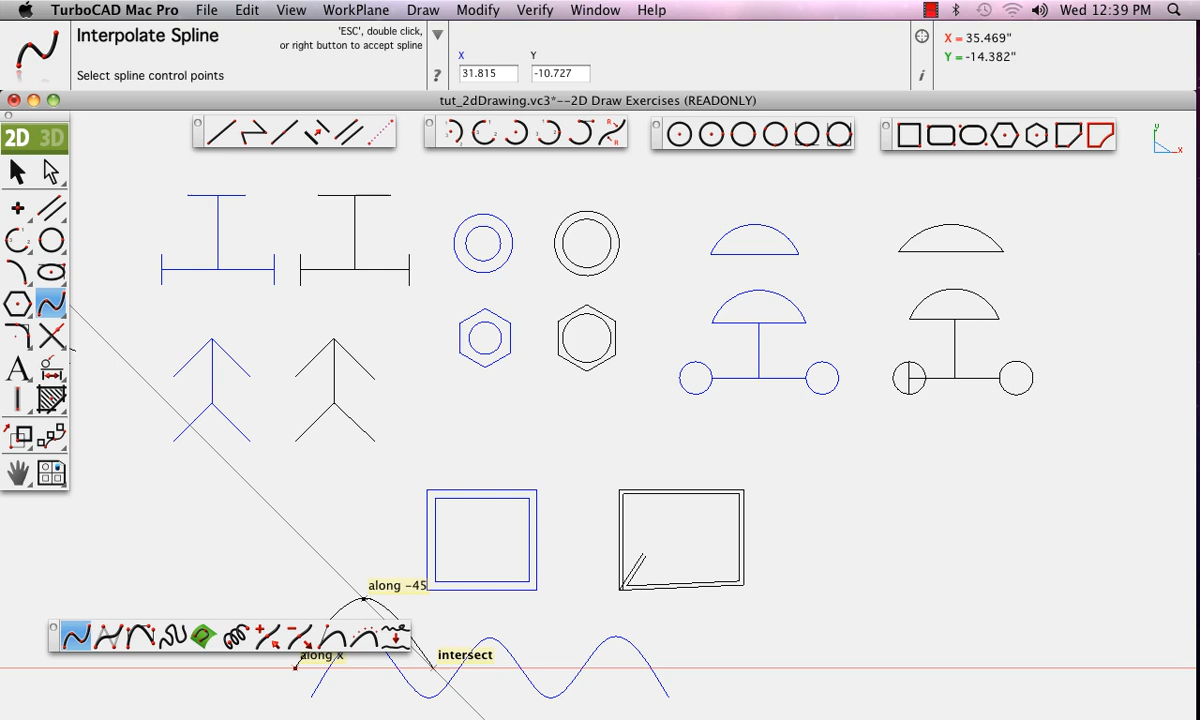 TurboCAD Mac Pro File Edit View WorkPlane Draw Modify Verify Window Help Wed 12:39 PM
Interpolate Spline
'ESC', double click,
or right button to accept spline
Select spline control points
?
X Y
31.815 -10.727
i
X = 35.469"
Y = -14.382"
tut_2dDrawing.vc3*--2D Draw Exercises (READONLY)
2D 3D
A
y
x
along -45
along x
intersect